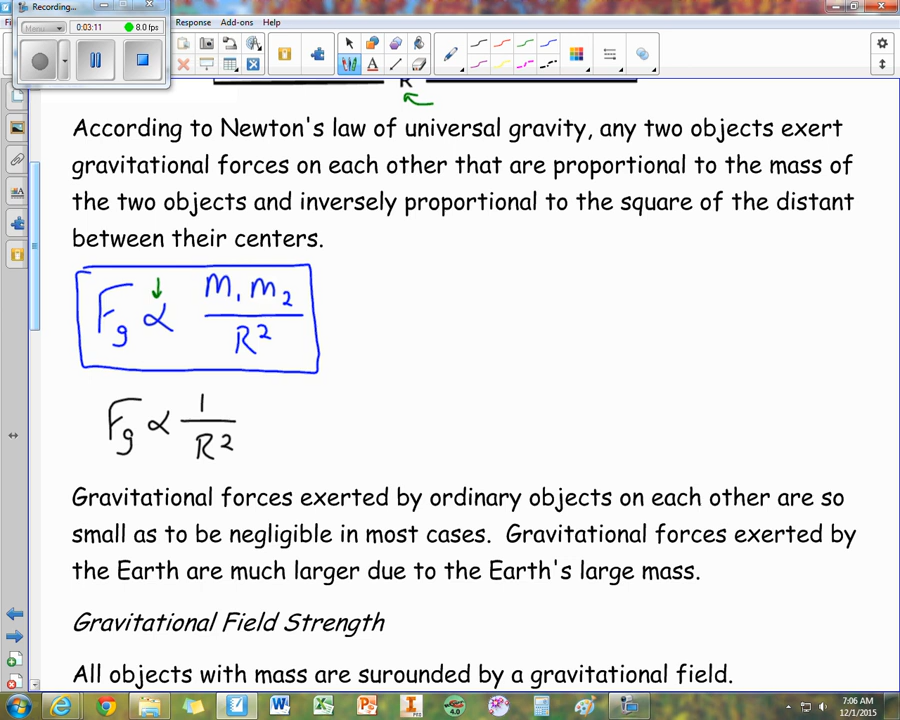 Recording...
Menu
0:03:11
8.0 fps
Response Add-ons Help
R
According to Newton's law of universal gravity, any two objects exert
gravitational forces on each other that are proportional to the mass of
the two objects and inversely proportional to the square of the distant
between their centers.
Fg ∝ m₁ m₂ / R²
Fg ∝ 1 / R²
Gravitational forces exerted by ordinary objects on each other are so
small as to be negligible in most cases. Gravitational forces exerted by
the Earth are much larger due to the Earth's large mass.
Gravitational Field Strength
All objects with mass are surounded by a gravitational field.
7:06 AM
12/1/2015